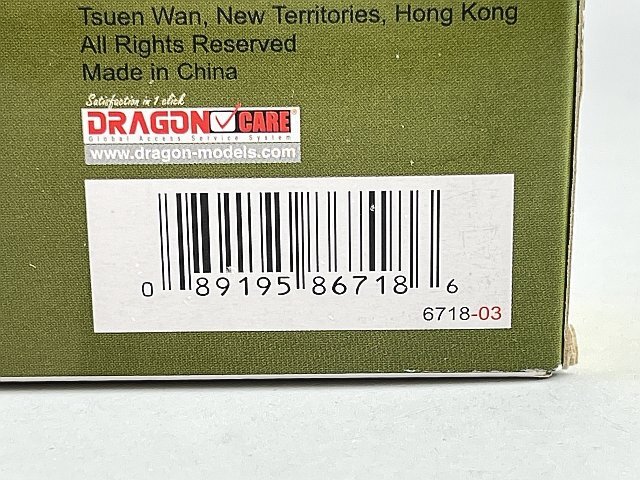 Tsuen Wan, New Territories, Hong Kong
All Rights Reserved
Made in China
Satisfaction in 1 click
DRAGON CARE®
Global Access Service System
www.dragon-models.com
0 89195 86718 6
6718-03